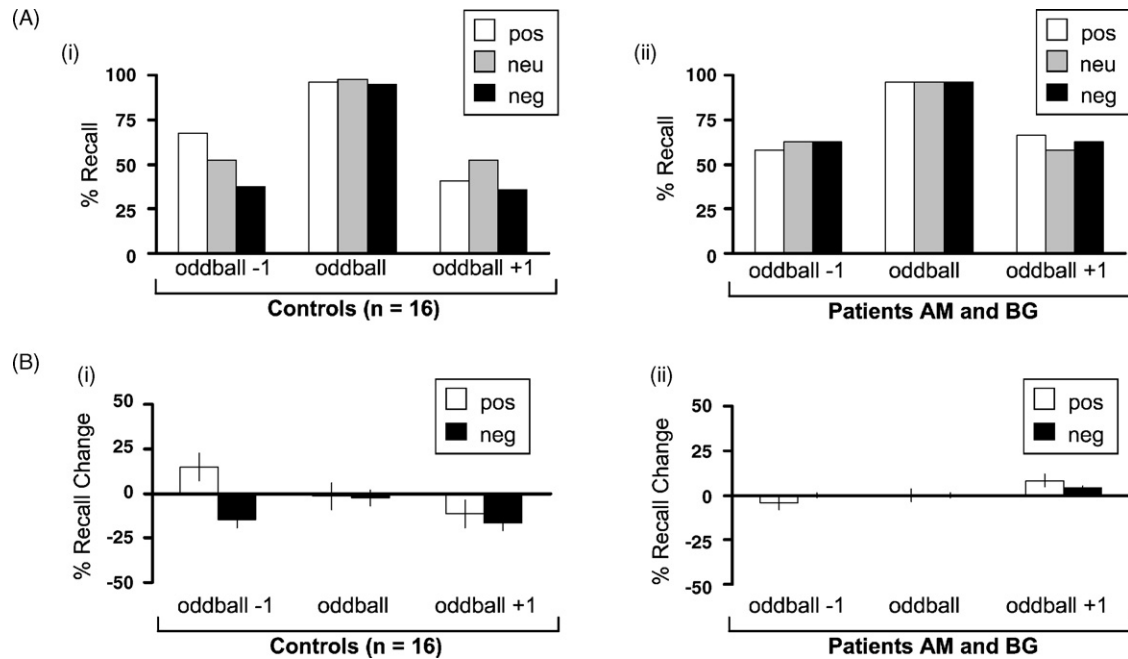 (A)
(i)
pos
neu
neg
100
75
50
25
0
% Recall
oddball -1 oddball oddball +1
Controls (n = 16)
(ii)
pos
neu
neg
100
75
50
25
0
% Recall
oddball -1 oddball oddball +1
Patients AM and BG
(B)
(i)
pos
neg
50
25
0
-25
-50
% Recall Change
oddball -1 oddball oddball +1
Controls (n = 16)
(ii)
pos
neg
50
25
0
-25
-50
% Recall Change
oddball -1 oddball oddball +1
Patients AM and BG